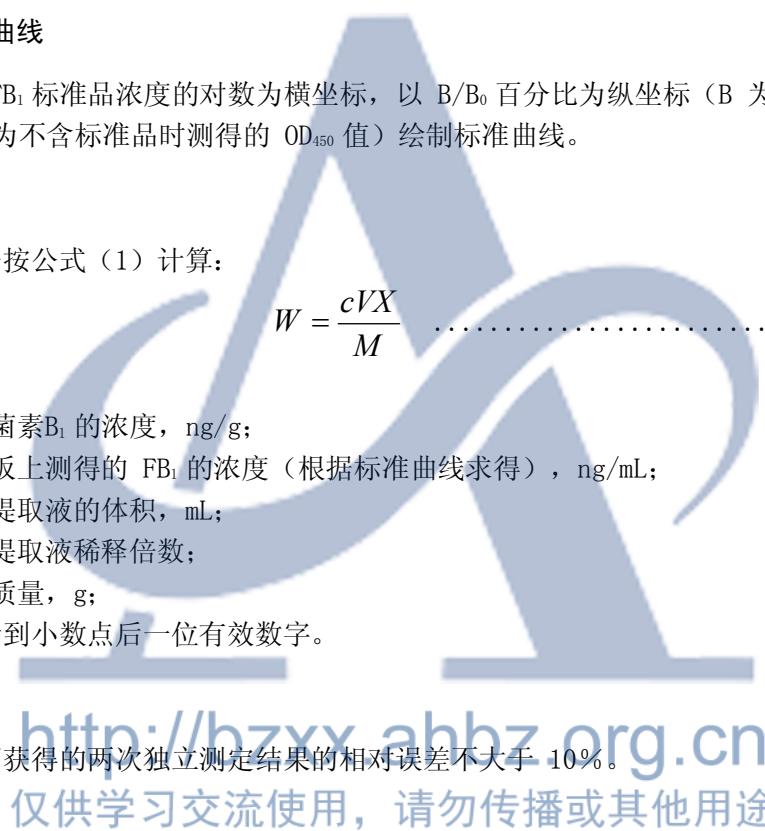 曲线
FB₁ 标准品浓度的对数为横坐标，以 B/B₀ 百分比为纵坐标（B 为
为不含标准品时测得的 OD₄₅₀ 值）绘制标准曲线。
按公式（1）计算：
W = cVX / M ........................
菌素B₁ 的浓度，ng/g；
板上测得的 FB₁ 的浓度（根据标准曲线求得），ng/mL；
提取液的体积，mL；
提取液稀释倍数；
质量，g；
到小数点后一位有效数字。
http://bzxx.ahbz.org.cn
获得的两次独立测定结果的相对误差不大于 10%。
仅供学习交流使用，请勿传播或其他用途